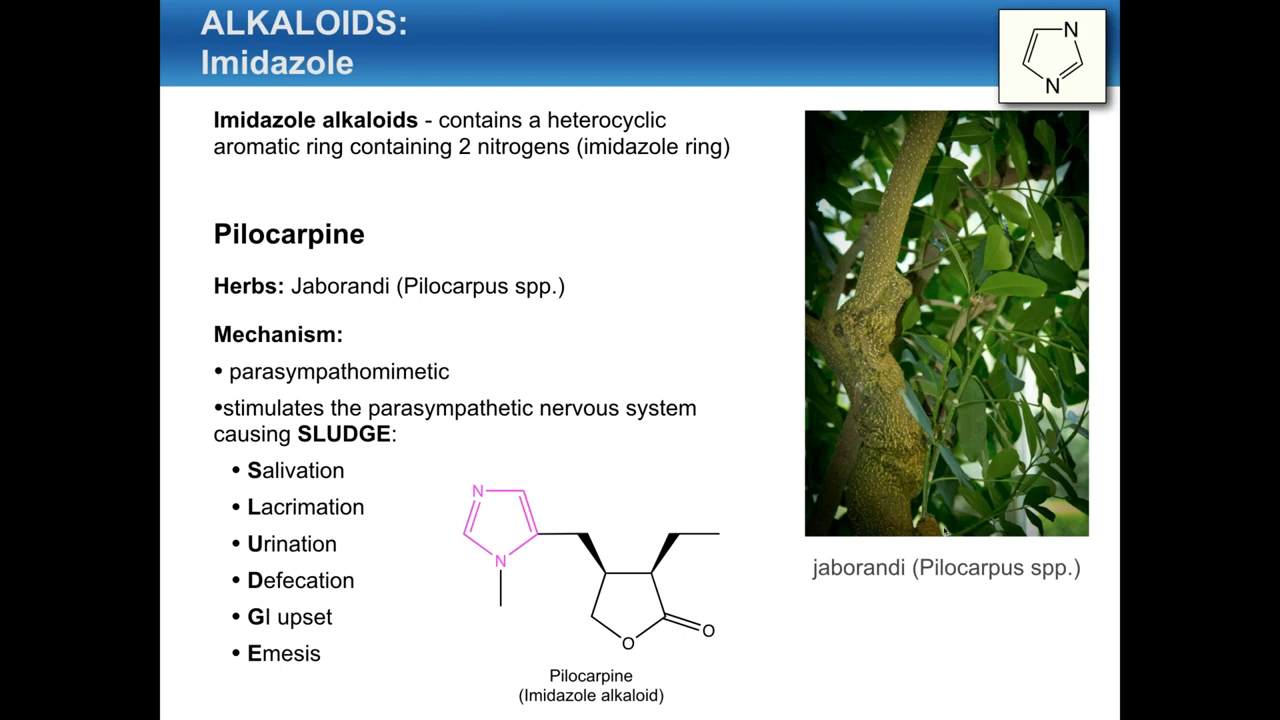 ALKALOIDS:
Imidazole
N
N
Imidazole alkaloids - contains a heterocyclic
aromatic ring containing 2 nitrogens (imidazole ring)
Pilocarpine
Herbs: Jaborandi (Pilocarpus spp.)
Mechanism:
• parasympathomimetic
•stimulates the parasympathetic nervous system
causing SLUDGE:
• Salivation
• Lacrimation
• Urination
• Defecation
• GI upset
• Emesis
N
N
O
O
Pilocarpine
(Imidazole alkaloid)
jaborandi (Pilocarpus spp.)